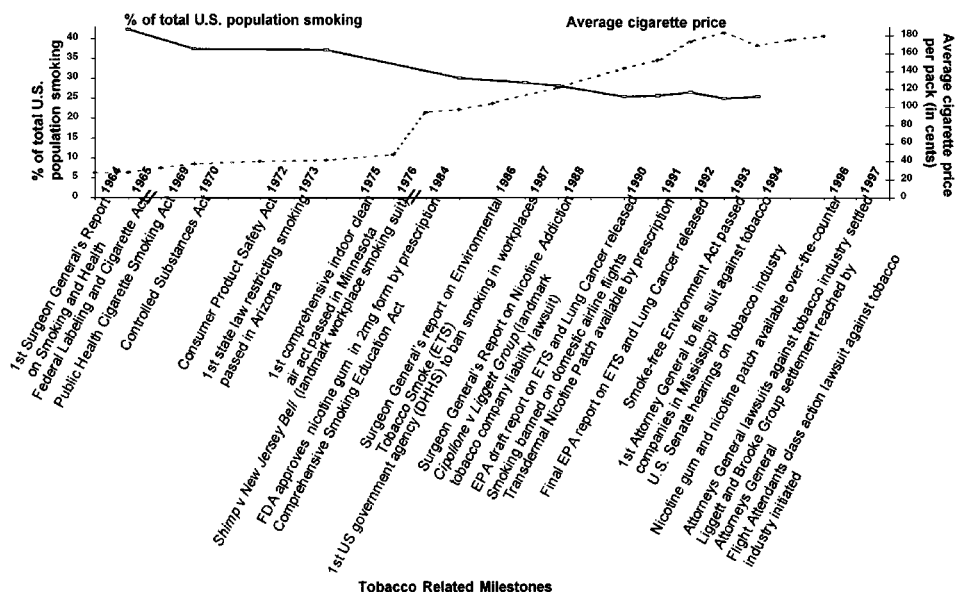 % of total U.S. population smoking
Average cigarette price
% of total U.S.
population smoking
40
35
30
25
20
15
10
5
0
180
160
140
120
100
80
60
40
20
0
Average cigarette price
per pack (in cents)
1964
1965
1969
1970
1972
1973
1975
1976
1984
1986
1987
1988
1990
1991
1992
1993
1994
1996
1997
1st Surgeon General's Report
on Smoking and Health
Federal Labeling and Cigarette Act
Public Health Cigarette Smoking Act
Controlled Substances Act
Consumer Product Safety Act
1st state law restricting smoking
passed in Arizona
1st comprehensive indoor clean
air act passed in Minnesota
Shimp v New Jersey Bell (landmark workplace smoking suit)
FDA approves nicotine gum in 2mg form by prescription
Comprehensive Smoking Education Act
Surgeon General's report on Environmental
Tobacco Smoke (ETS)
1st US government agency (DHHS) to ban smoking in workplaces
Surgeon General's Report on Nicotine Addiction
Cipollone v Liggett Group (landmark
tobacco company liability lawsuit)
EPA draft report on ETS and Lung Cancer released
Smoking banned on domestic airline flights
Transdermal Nicotine Patch available by prescription
Final EPA report on ETS and Lung Cancer released
Smoke-free Environment Act passed
1st Attorney General to file suit against tobacco
companies in Mississippi
U.S. Senate hearings on tobacco industry
Nicotine gum and nicotine patch available over-the-counter
Attorneys General lawsuits against tobacco industry settled
Liggett and Brooke Group settlement reached by
Attorneys General
Flight Attendants class action lawsuit against tobacco
industry initiated
Tobacco Related Milestones